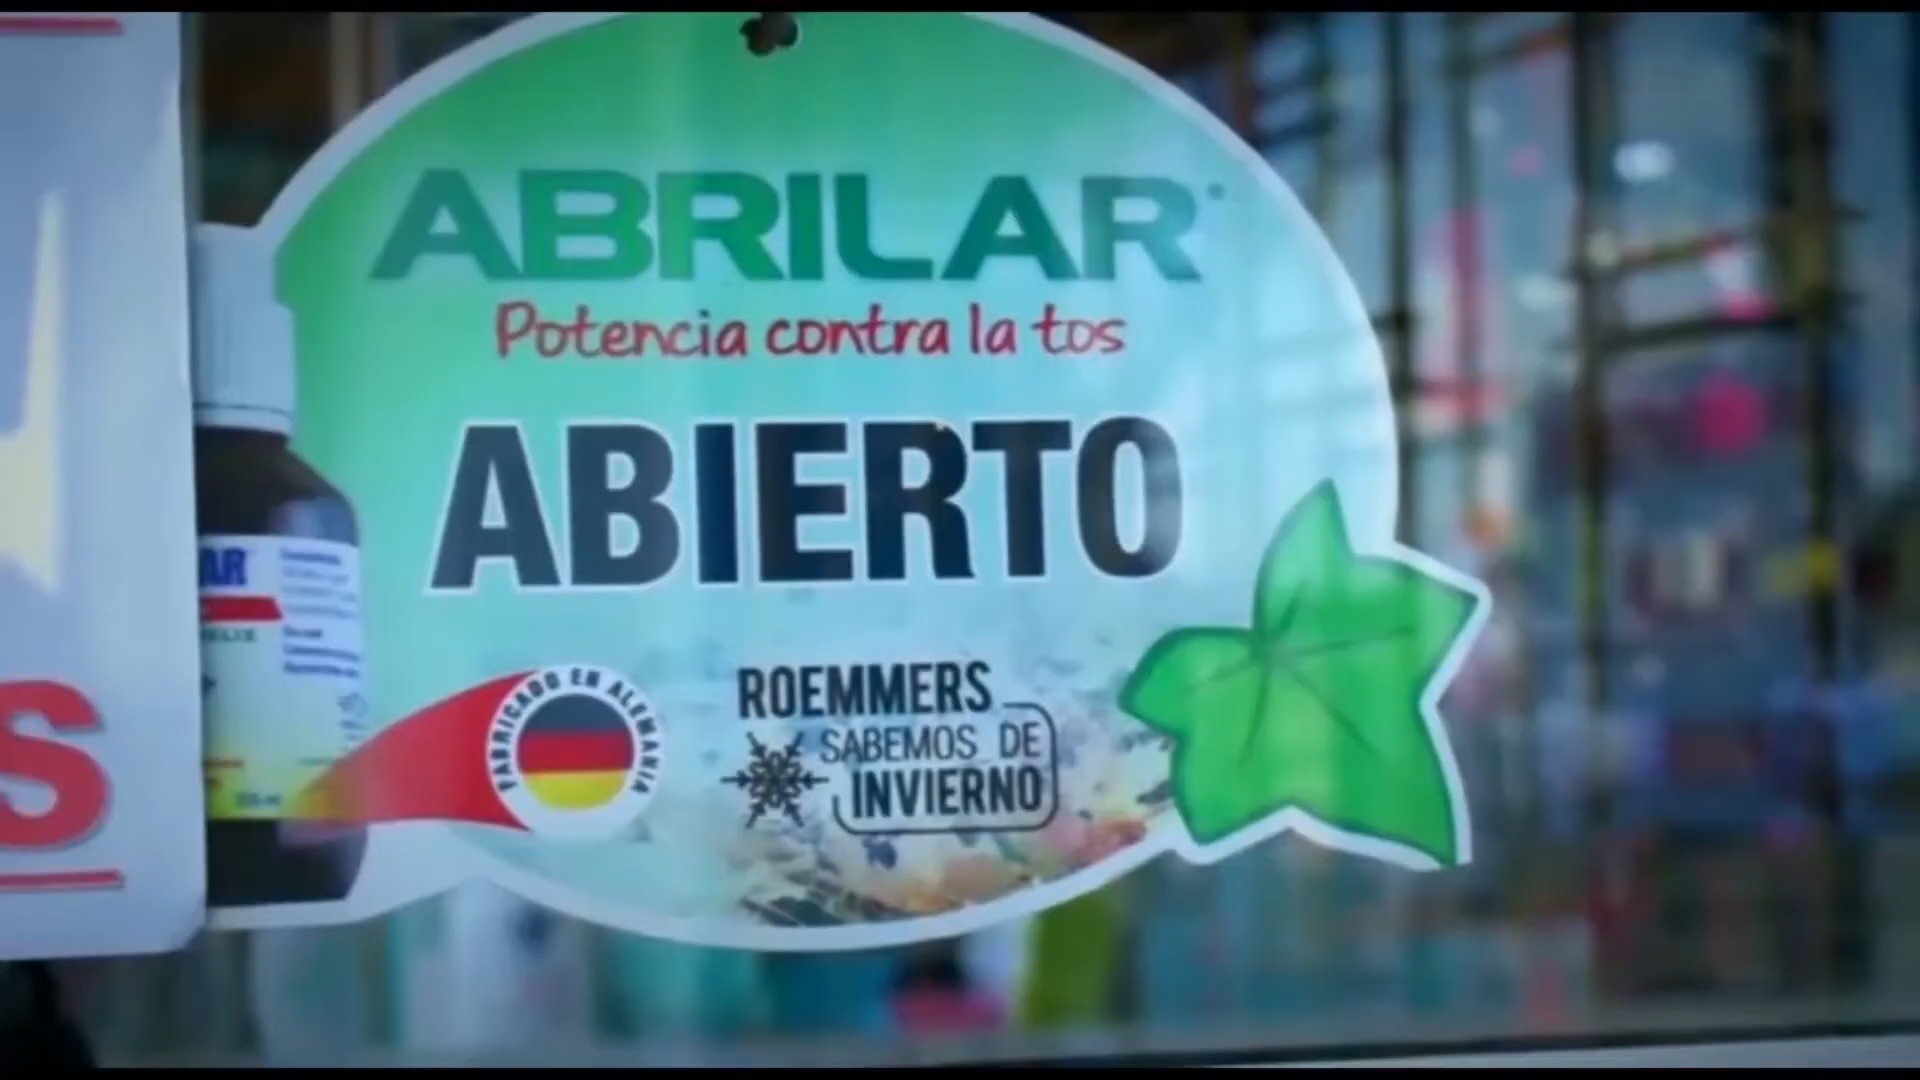 ABRILAR
Potencia contra la tos
ABIERTO
FABRICADO EN ALEMANIA
ROEMMERS
SABEMOS DE
INVIERNO
S